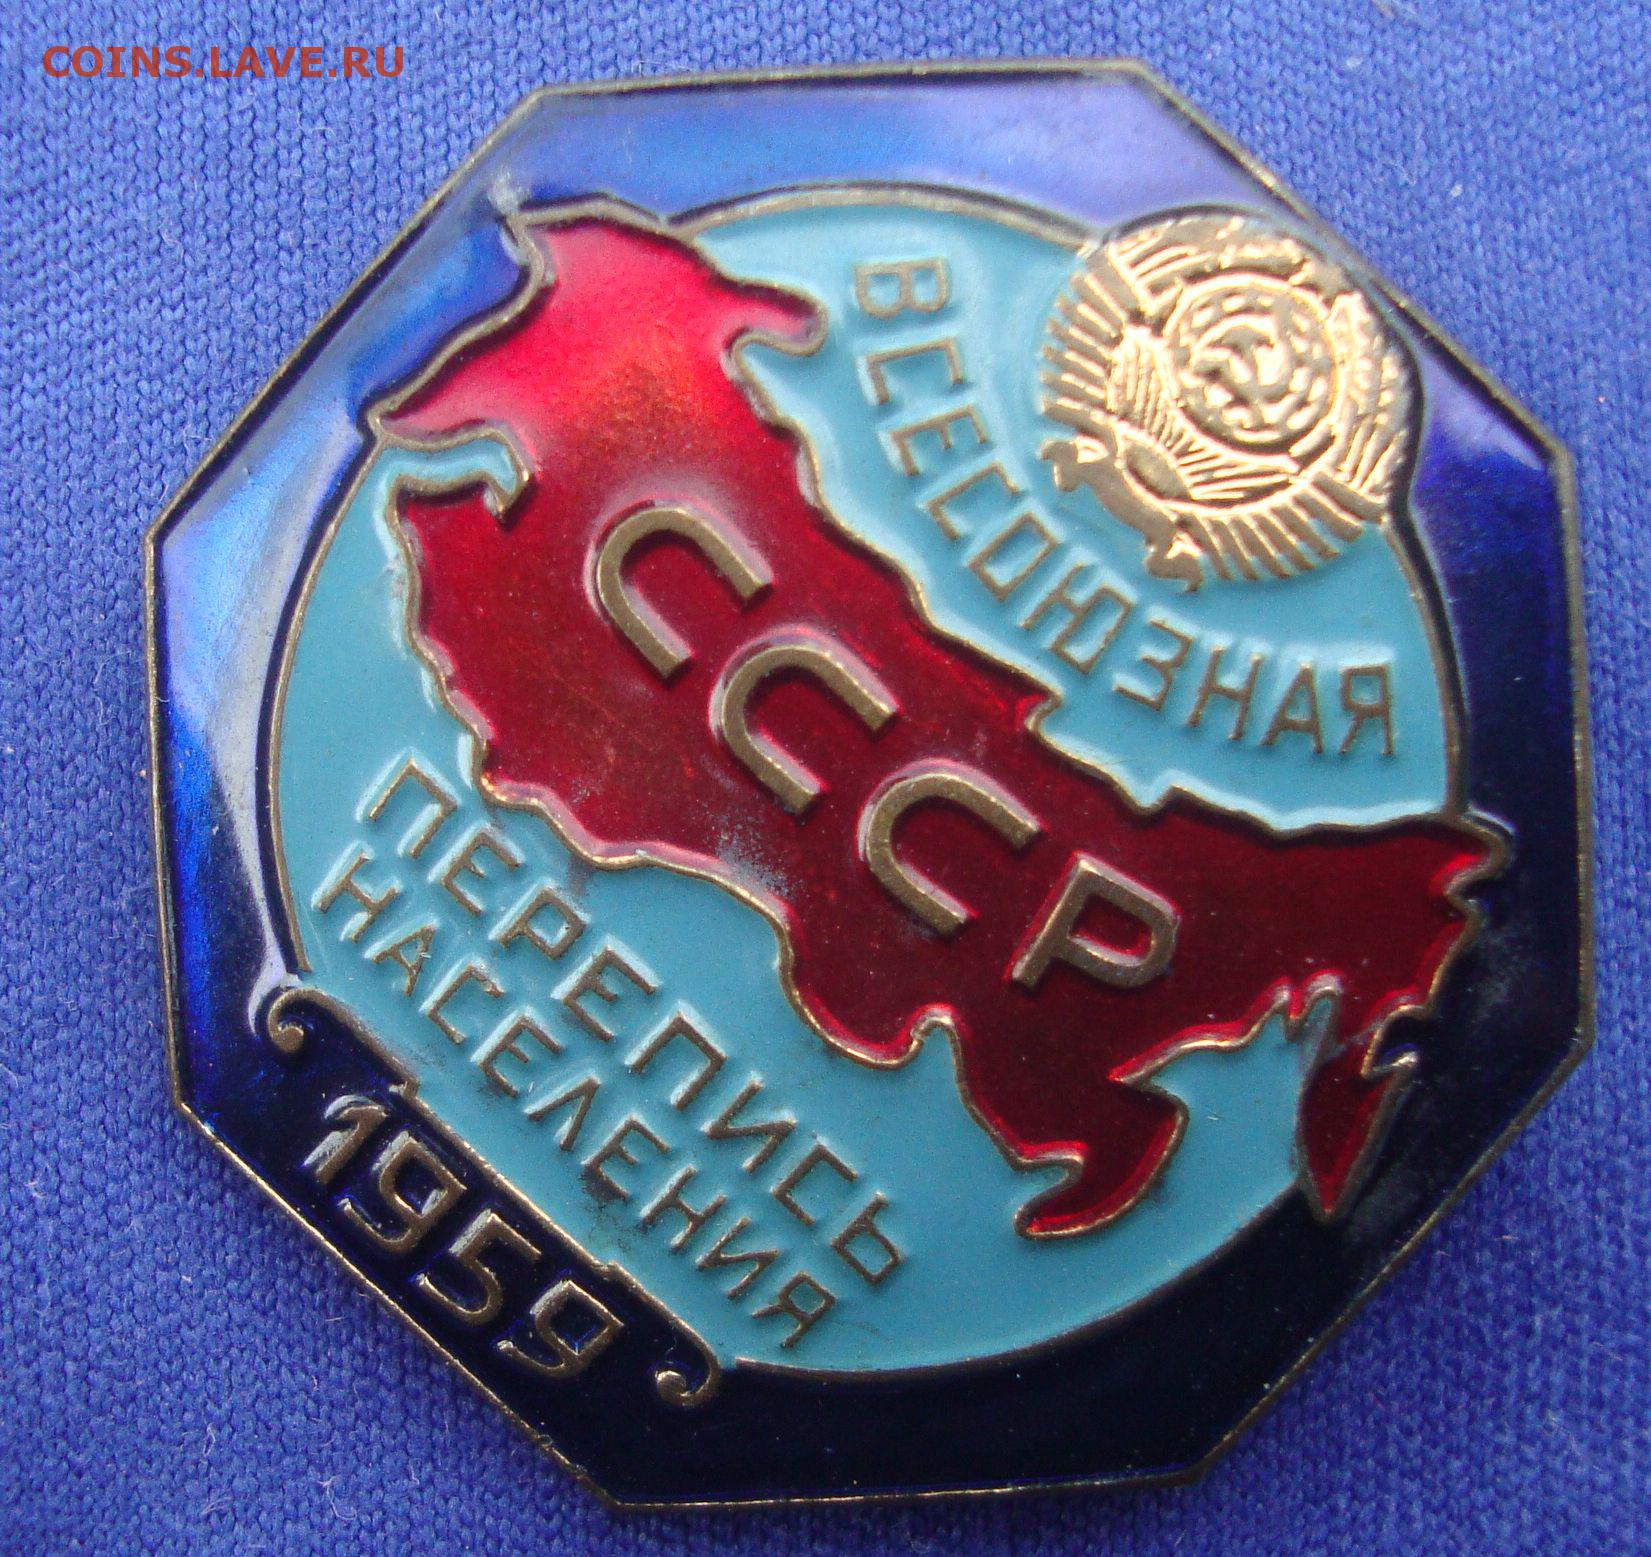 COINS.LAVE.RU
ВСЕСОЮЗНАЯ
СССР
ПЕРЕПИСЬ
НАСЕЛЕНИЯ
1959